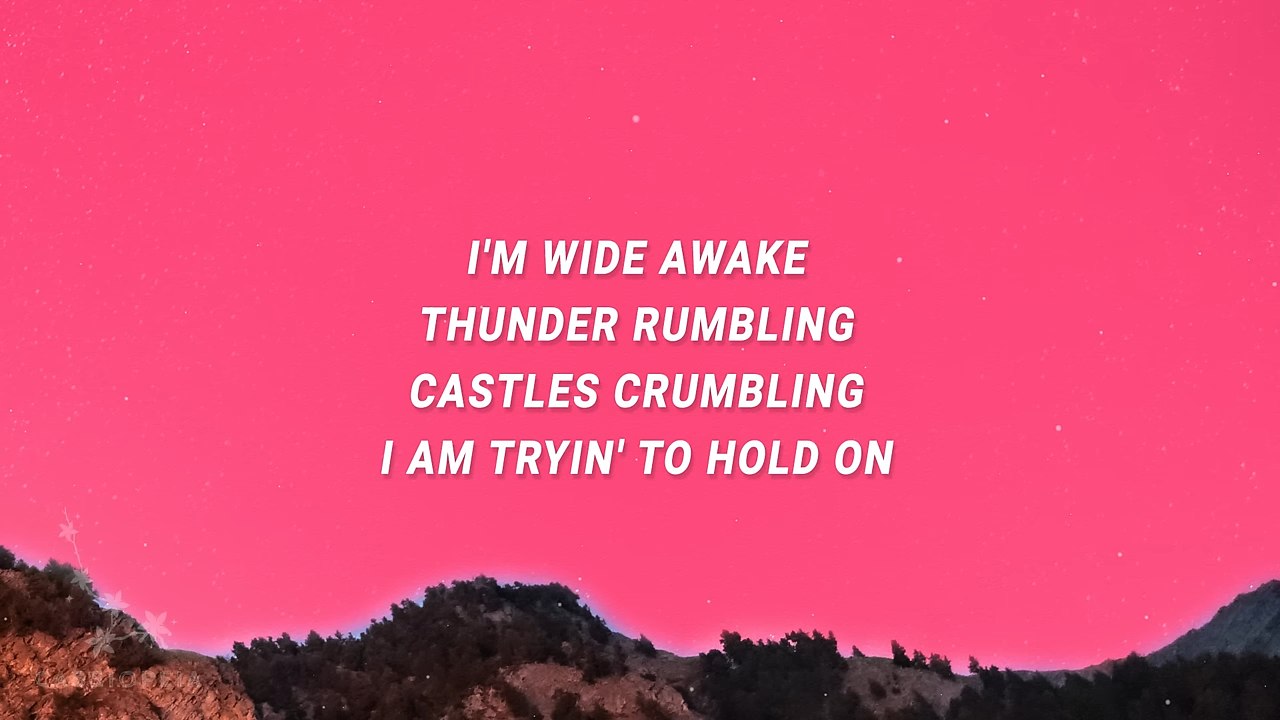 I'M WIDE AWAKE
THUNDER RUMBLING
CASTLES CRUMBLING
I AM TRYIN' TO HOLD ON